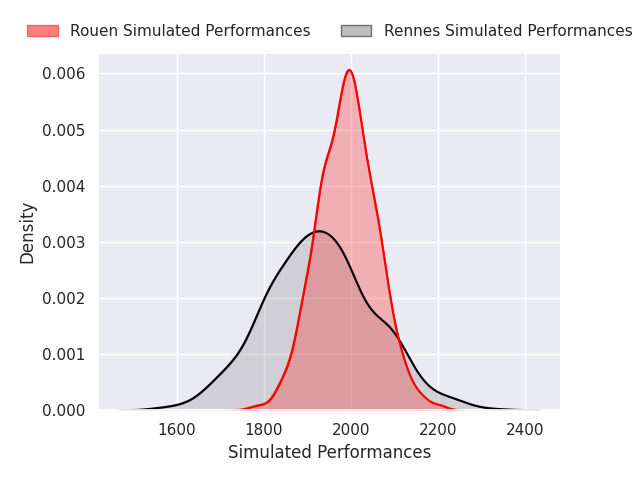 Rouen Simulated Performances
Rennes Simulated Performances
0.006
0.005
0.004
0.003
0.002
0.001
0.000
Density
1600 1800 2000 2200 2400
Simulated Performances